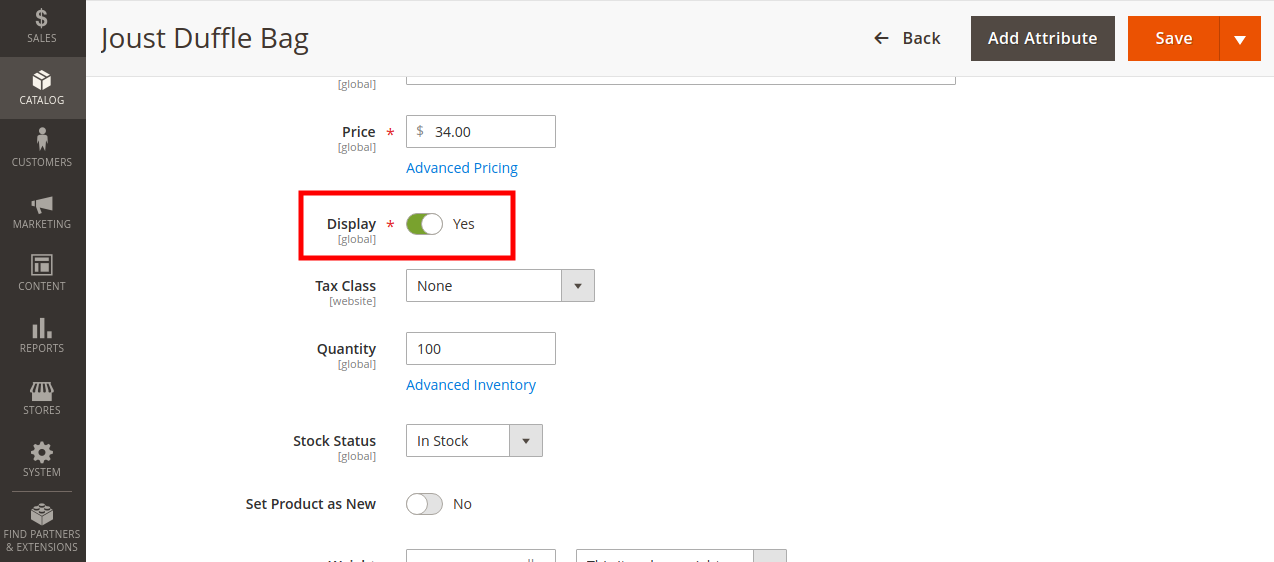 SALES
CATALOG
CUSTOMERS
MARKETING
CONTENT
REPORTS
STORES
SYSTEM
FIND PARTNERS
& EXTENSIONS
Joust Duffle Bag
Back
Add Attribute
Save
[global]
Price * $ 34.00
[global]
Advanced Pricing
Display * Yes
[global]
Tax Class None
[website]
Quantity 100
[global]
Advanced Inventory
Stock Status In Stock
[global]
Set Product as New No